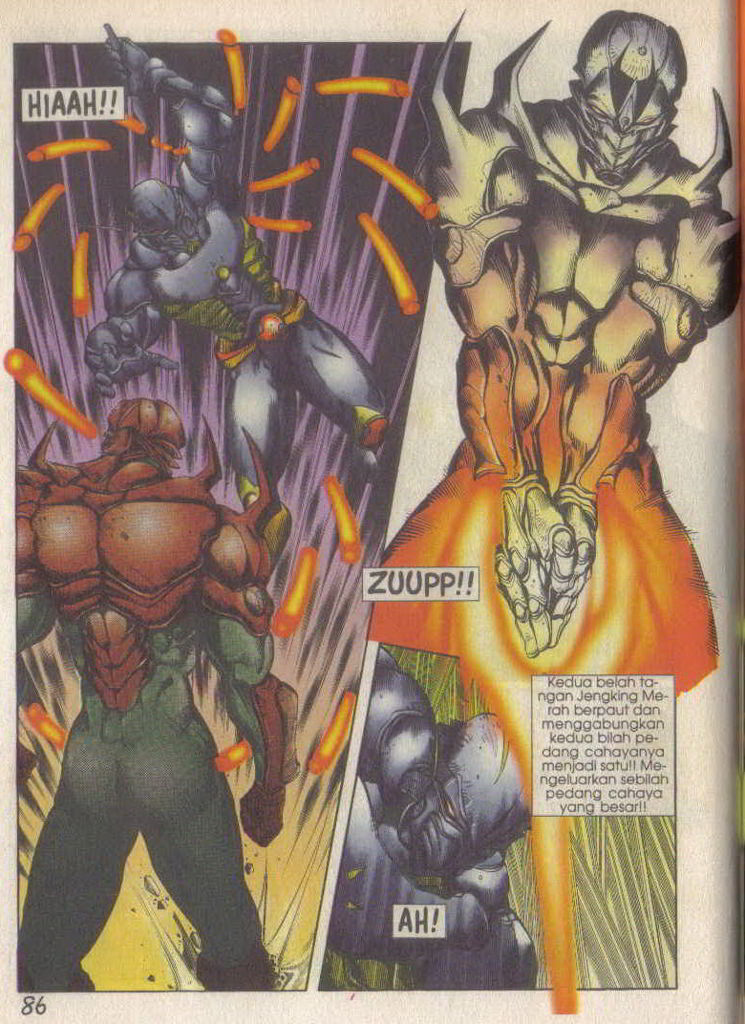 HIAAH!!
ZUUPP!!
Kedua belah ta-
ngan Jengking Me-
rah berpaut dan
menggabungkan
kedua bilah pe-
dang cahayanya
menjadi satu!! Me-
ngeluarkan sebilah
pedang cahaya
yang besar!!
AH!
86